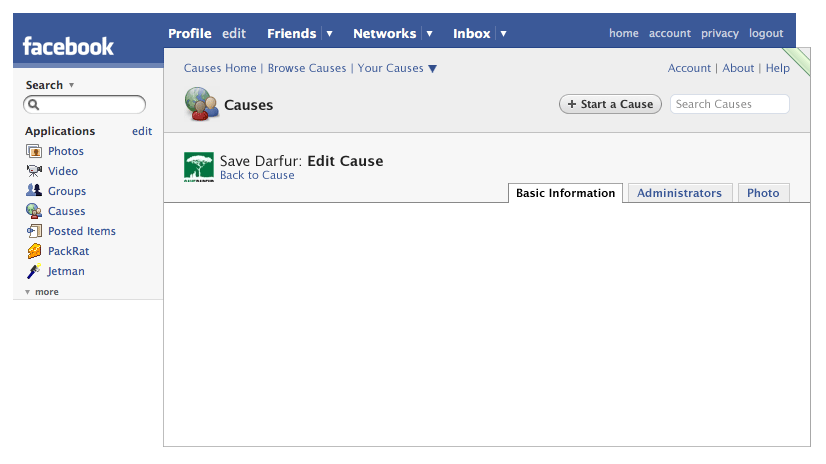 facebook
Profile edit Friends ▼ Networks ▼ Inbox ▼ home account privacy logout
Search ▼
Applications edit
Photos
Video
Groups
Causes
Posted Items
PackRat
Jetman
▼ more
Causes Home | Browse Causes | Your Causes ▼ Account | About | Help
Causes + Start a Cause Search Causes
Save Darfur: Edit Cause
Back to Cause
Basic Information Administrators Photo